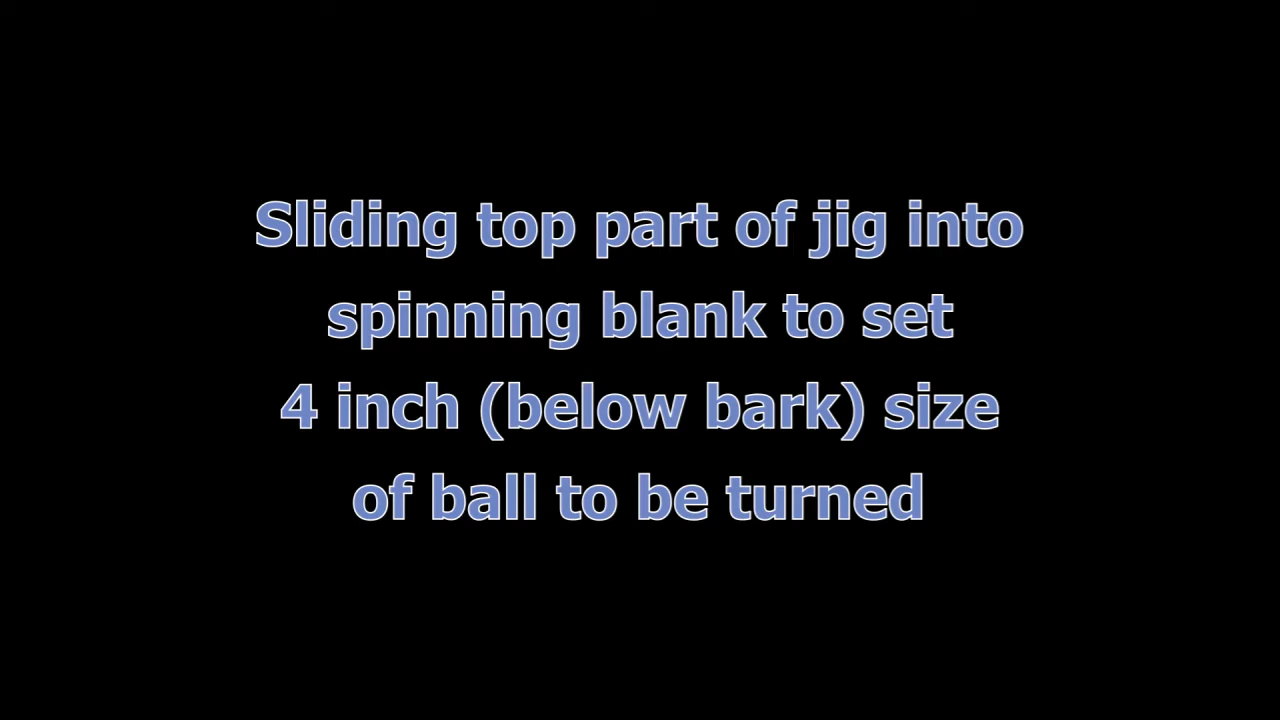 Sliding top part of jig into
spinning blank to set
4 inch (below bark) size
of ball to be turned